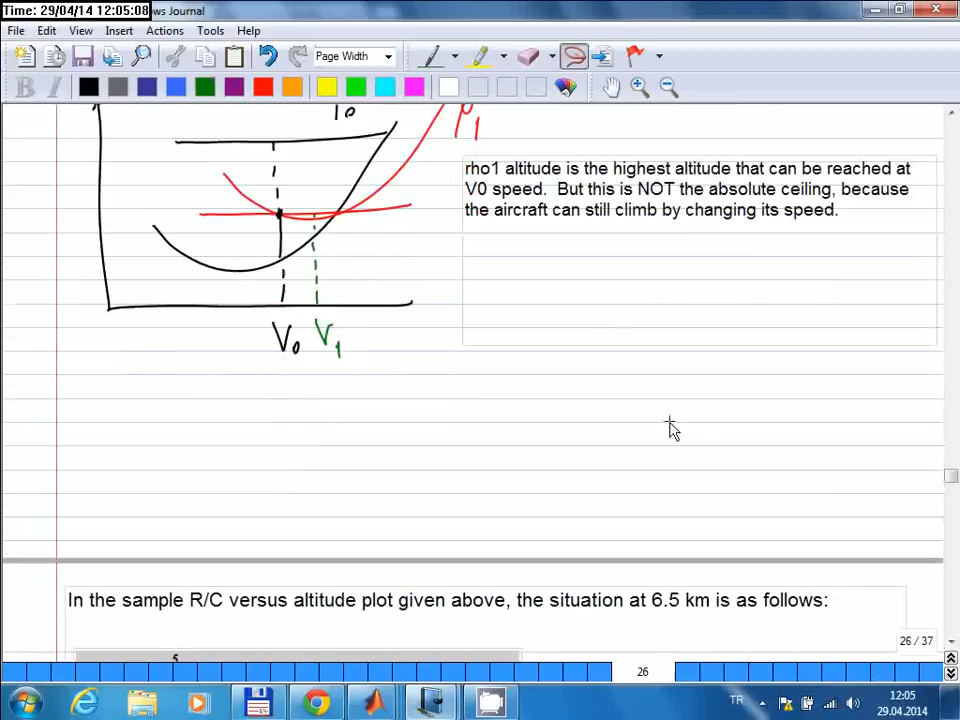 Time: 29/04/14 12:05:08
ws Journal
File Edit View Insert Actions Tools Help
Page Width
B I
rho1 altitude is the highest altitude that can be reached at
V0 speed. But this is NOT the absolute ceiling, because
the aircraft can still climb by changing its speed.
V0 V1
In the sample R/C versus altitude plot given above, the situation at 6.5 km is as follows:
26 / 37
5
26
TR
12:05
29.04.2014